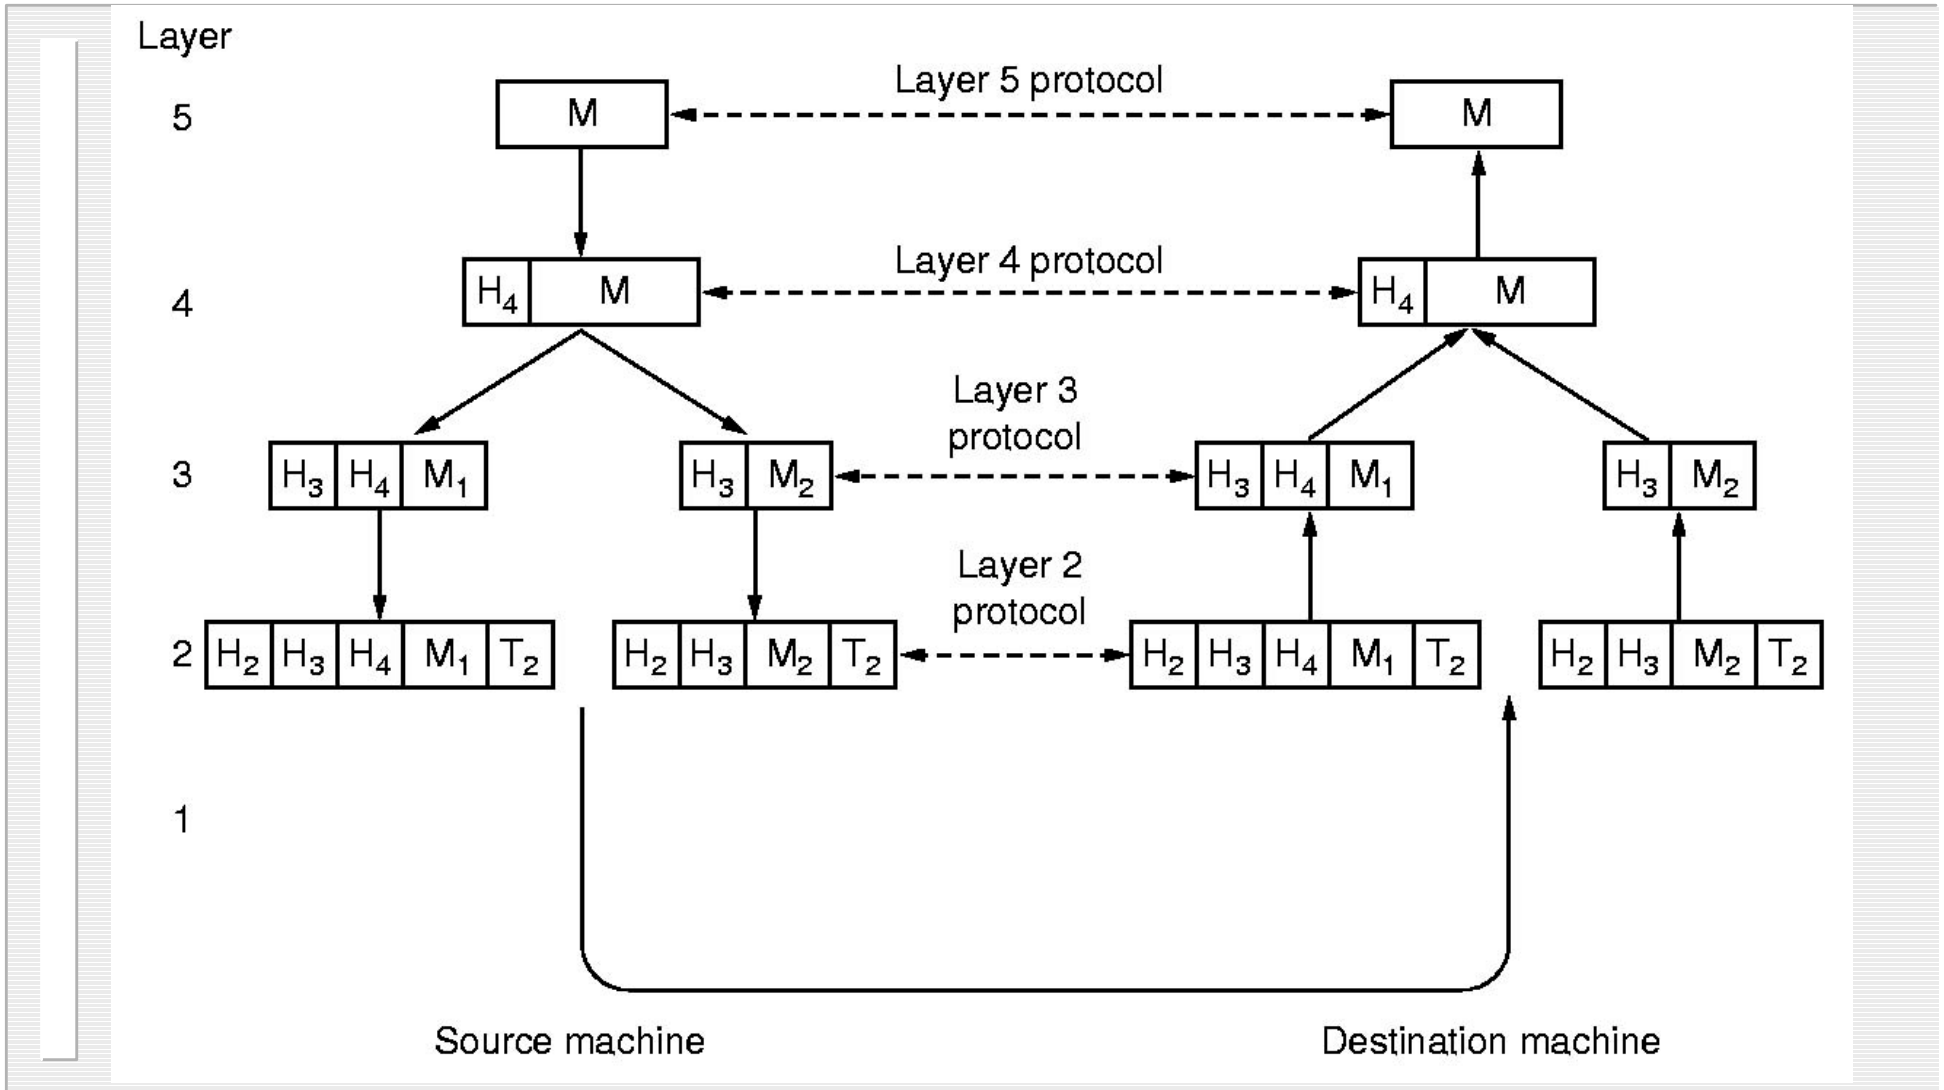 Layer
5 M Layer 5 protocol M
4 H4 M Layer 4 protocol H4 M
Layer 3
protocol
3 H3 H4 M1 H3 M2 H3 H4 M1 H3 M2
Layer 2
protocol
2 H2 H3 H4 M1 T2 H2 H3 M2 T2 H2 H3 H4 M1 T2 H2 H3 M2 T2
1
Source machine Destination machine